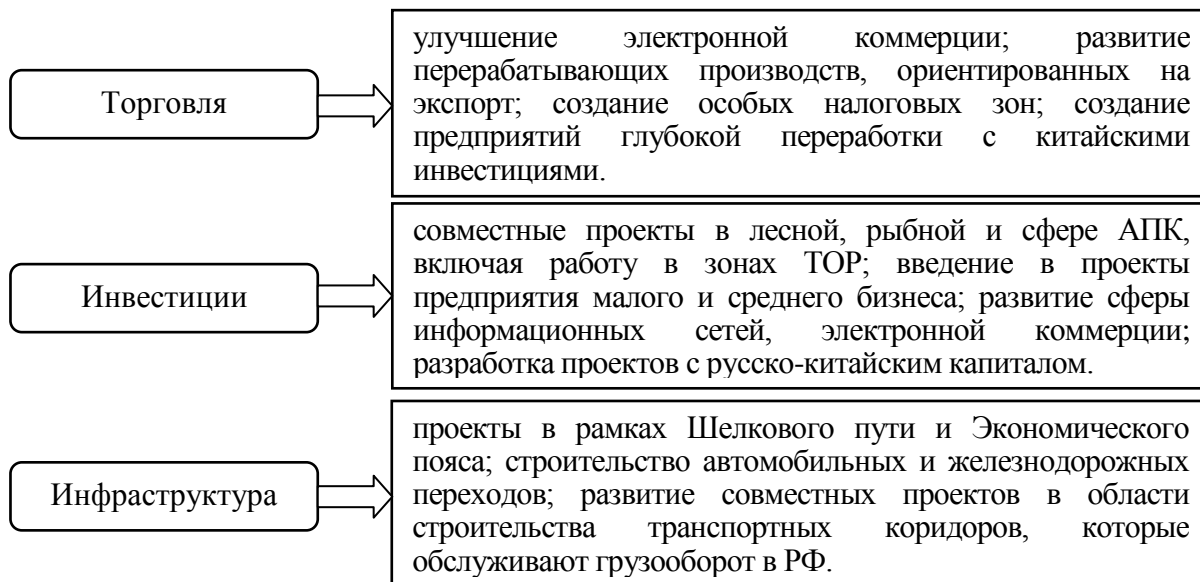 Торговля
улучшение электронной коммерции; развитие
перерабатывающих производств, ориентированных на
экспорт; создание особых налоговых зон; создание
предприятий глубокой переработки с китайскими
инвестициями.
Инвестиции
совместные проекты в лесной, рыбной и сфере АПК,
включая работу в зонах ТОР; введение в проекты
предприятия малого и среднего бизнеса; развитие сферы
информационных сетей, электронной коммерции;
разработка проектов с русско-китайским капиталом.
Инфраструктура
проекты в рамках Шелкового пути и Экономического
пояса; строительство автомобильных и железнодорожных
переходов; развитие совместных проектов в области
строительства транспортных коридоров, которые
обслуживают грузооборот в РФ.